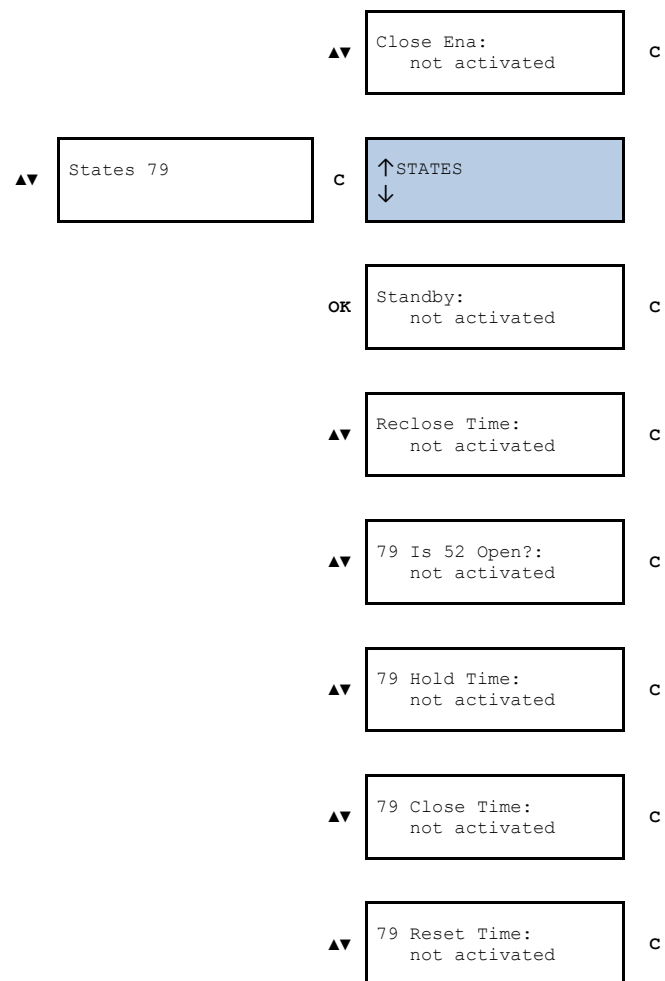 ▲▼ Close Ena: C
not activated
▲▼ States 79 C ↑STATES
↓
OK Standby: C
not activated
▲▼ Reclose Time: C
not activated
▲▼ 79 Is 52 Open?: C
not activated
▲▼ 79 Hold Time: C
not activated
▲▼ 79 Close Time: C
not activated
▲▼ 79 Reset Time: C
not activated